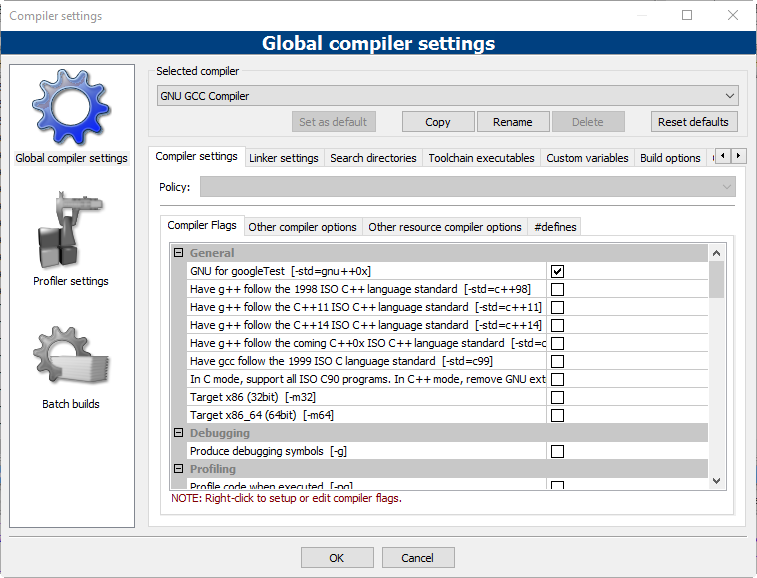 Compiler settings
Global compiler settings
Global compiler settings
Profiler settings
Batch builds
Selected compiler
GNU GCC Compiler
Set as default Copy Rename Delete Reset defaults
Compiler settings Linker settings Search directories Toolchain executables Custom variables Build options
Policy:
Compiler Flags Other compiler options Other resource compiler options #defines
General
GNU for googleTest [-std=gnu++0x]
Have g++ follow the 1998 ISO C++ language standard [-std=c++98]
Have g++ follow the C++11 ISO C++ language standard [-std=c++11]
Have g++ follow the C++14 ISO C++ language standard [-std=c++14]
Have g++ follow the coming C++0x ISO C++ language standard [-std=c
Have gcc follow the 1999 ISO C language standard [-std=c99]
In C mode, support all ISO C90 programs. In C++ mode, remove GNU ext
Target x86 (32bit) [-m32]
Target x86_64 (64bit) [-m64]
Debugging
Produce debugging symbols [-g]
Profiling
Profile code when executed [-pg]
NOTE: Right-click to setup or edit compiler flags.
OK Cancel